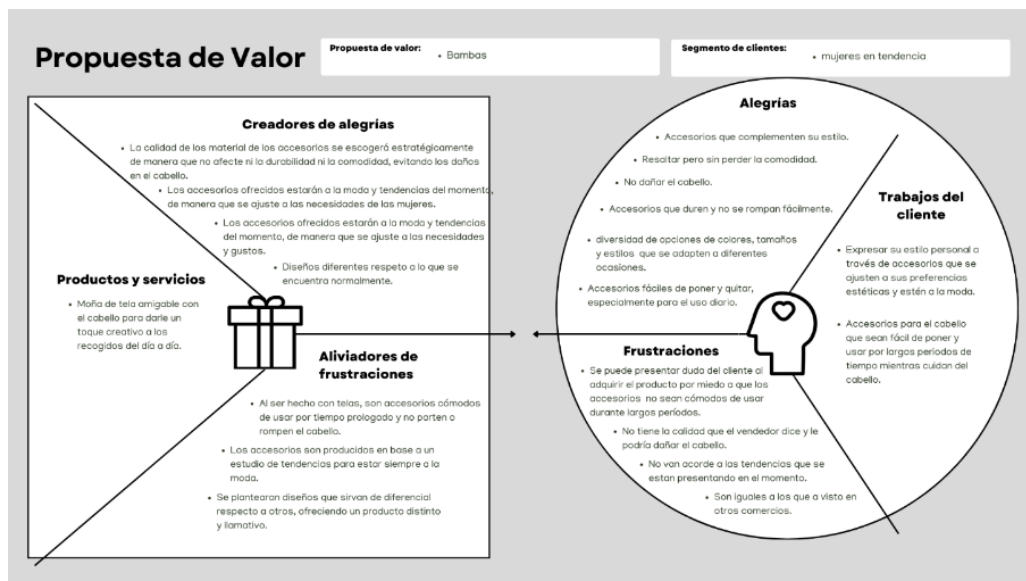 Propuesta de Valor
Propuesta de valor:
• Bambas
Segmento de clientes:
• mujeres en tendencia
Creadores de alegrías
• La calidad de los material de los accesorios se escogerá estratégicamente
de manera que no afecte ni la durabilidad ni la comodidad, evitando los daños
en el cabello.
• Los accesorios ofrecidos estarán a la moda y tendencias del momento,
de manera que se ajuste a las necesidades de las mujeres.
• Los accesorios ofrecidos estarán a la moda y tendencias
del momento, de manera que se ajuste a las necesidades
y gustos.
• Diseños diferentes respeto a lo que se
encuentra normalmente.
Productos y servicios
• Moña de tela amigable con
el cabello para darle un
toque creativo a los
recogidos del día a día.
Aliviadores de
frustraciones
• Al ser hecho con telas, son accesorios cómodos
de usar por tiempo prologado y no parten o
rompen el cabello.
• Los accesorios son producidos en base a un
estudio de tendencias para estar siempre a la
moda.
• Se plantearan diseños que sirvan de diferencial
respecto a otros, ofreciendo un producto distinto
y llamativo.
Alegrías
• Accesorios que complementen su estilo.
• Resaltar pero sin perder la comodidad.
• No dañar el cabello.
• Accesorios que duren y no se rompan fácilmente.
• diversidad de opciones de colores, tamaños
y estilos que se adapten a diferentes
ocasiones.
• Accesorios fáciles de poner y quitar,
especialmente para el uso diario.
Trabajos del
cliente
• Expresar su estilo personal a
través de accesorios que se
ajusten a sus preferencias
estéticas y estén a la moda.
• Accesorios para el cabello
que sean fácil de poner y
usar por largos periodos de
tiempo mientras cuidan del
cabello.
Frustraciones
• Se puede presentar duda del cliente al
adquirir el producto por miedo a que los
accesorios no sean cómodos de usar
durante largos períodos.
• No tiene la calidad que el vendedor dice y le
podría dañar el cabello.
• No van acorde a las tendencias que se
estan presentando en el momento.
• Son iguales a los que a visto en
otros comercios.